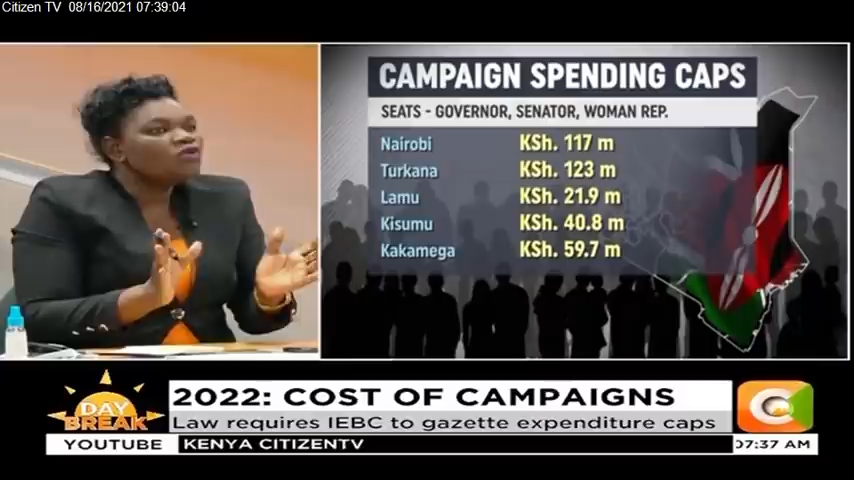 Citizen TV 08/16/2021 07:39:04
CAMPAIGN SPENDING CAPS
SEATS - GOVERNOR, SENATOR, WOMAN REP.
Nairobi KSh. 117 m
Turkana KSh. 123 m
Lamu KSh. 21.9 m
Kisumu KSh. 40.8 m
Kakamega KSh. 59.7 m
DAY BREAK
2022: COST OF CAMPAIGNS
Law requires IEBC to gazette expenditure caps
YOUTUBE KENYA CITIZENTV 07:37 AM